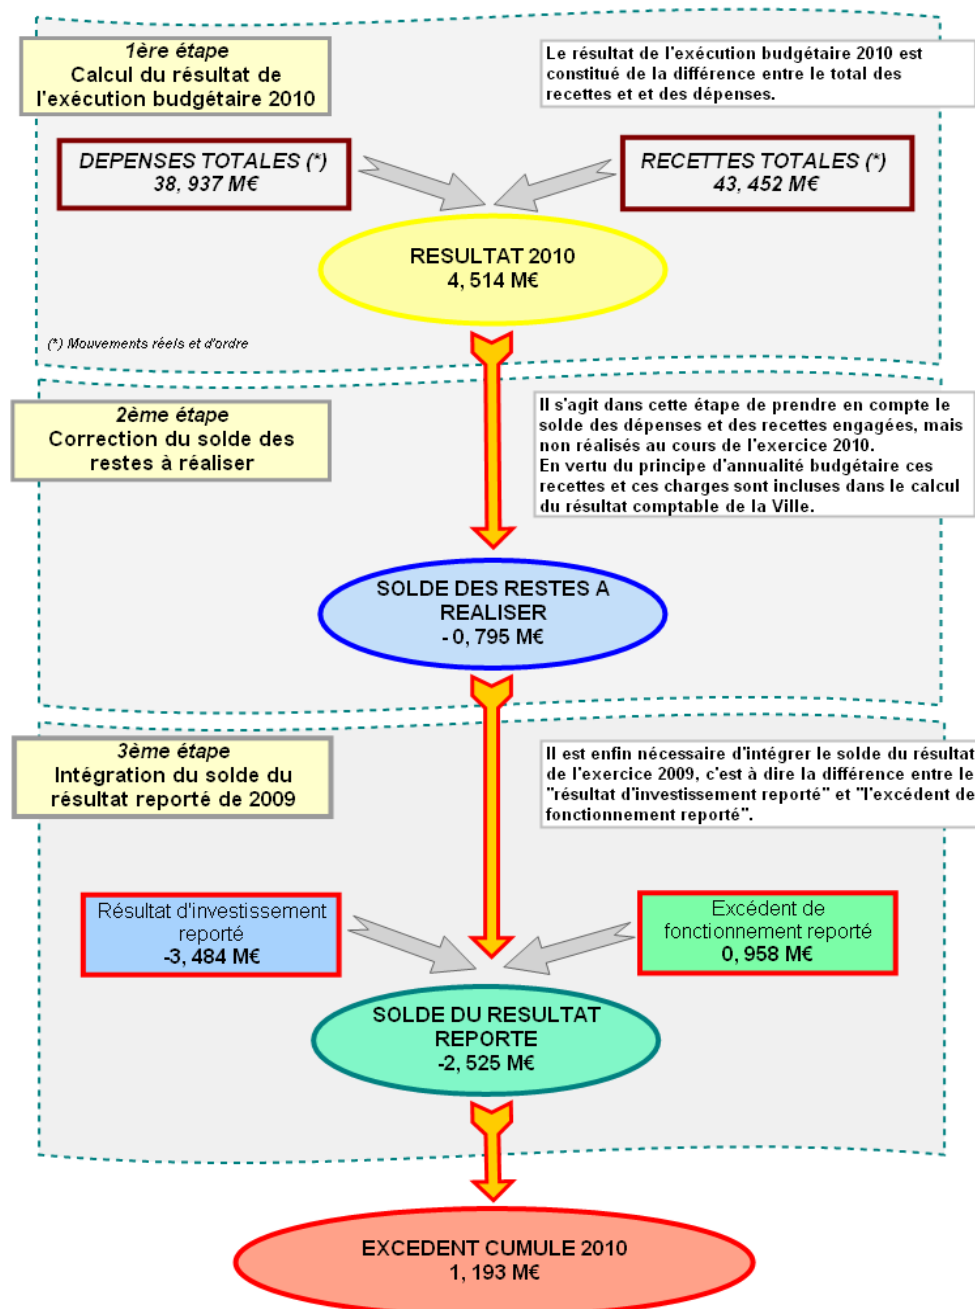 1ère étape
Calcul du résultat de
l'exécution budgétaire 2010
Le résultat de l'exécution budgétaire 2010 est
constitué de la différence entre le total des
recettes et et des dépenses.
DEPENSES TOTALES (*)
38, 937 M€
RECETTES TOTALES (*)
43, 452 M€
RESULTAT 2010
4, 514 M€
(*) Mouvements réels et d'ordre
2ème étape
Correction du solde des
restes à réaliser
Il s'agit dans cette étape de prendre en compte le
solde des dépenses et des recettes engagées, mais
non réalisés au cours de l'exercice 2010.
En vertu du principe d'annualité budgétaire ces
recettes et ces charges sont incluses dans le calcul
du résultat comptable de la Ville.
SOLDE DES RESTES A
REALISER
- 0, 795 M€
3ème étape
Intégration du solde du
résultat reporté de 2009
Il est enfin nécessaire d'intégrer le solde du résultat
de l'exercice 2009, c'est à dire la différence entre le
"résultat d'investissement reporté" et "l'excédent de
fonctionnement reporté".
Résultat d'investissement
reporté
-3, 484 M€
Excédent de
fonctionnement reporté
0, 958 M€
SOLDE DU RESULTAT
REPORTE
-2, 525 M€
EXCEDENT CUMULE 2010
1, 193 M€